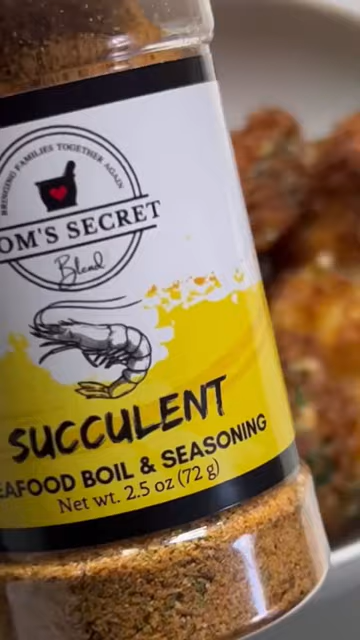 BRINGING FAMILIES TOGETHER AGAIN
OM'S SECRET
Blend
SUCCULENT
EAFOOD BOIL & SEASONING
Net wt. 2.5 oz (72 g)